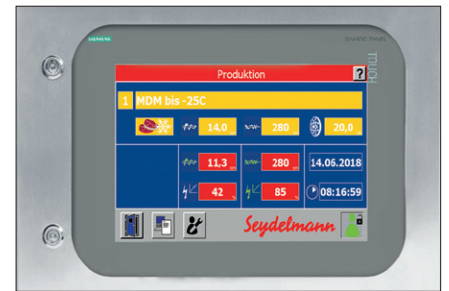 SIEMENS
SIMATIC PANEL
TOUCH
Produktion ?
1 MDM bis -25C
14,0 280 20,0
11,3 280 14.06.2018
42 85 08:16:59
Seydelmann